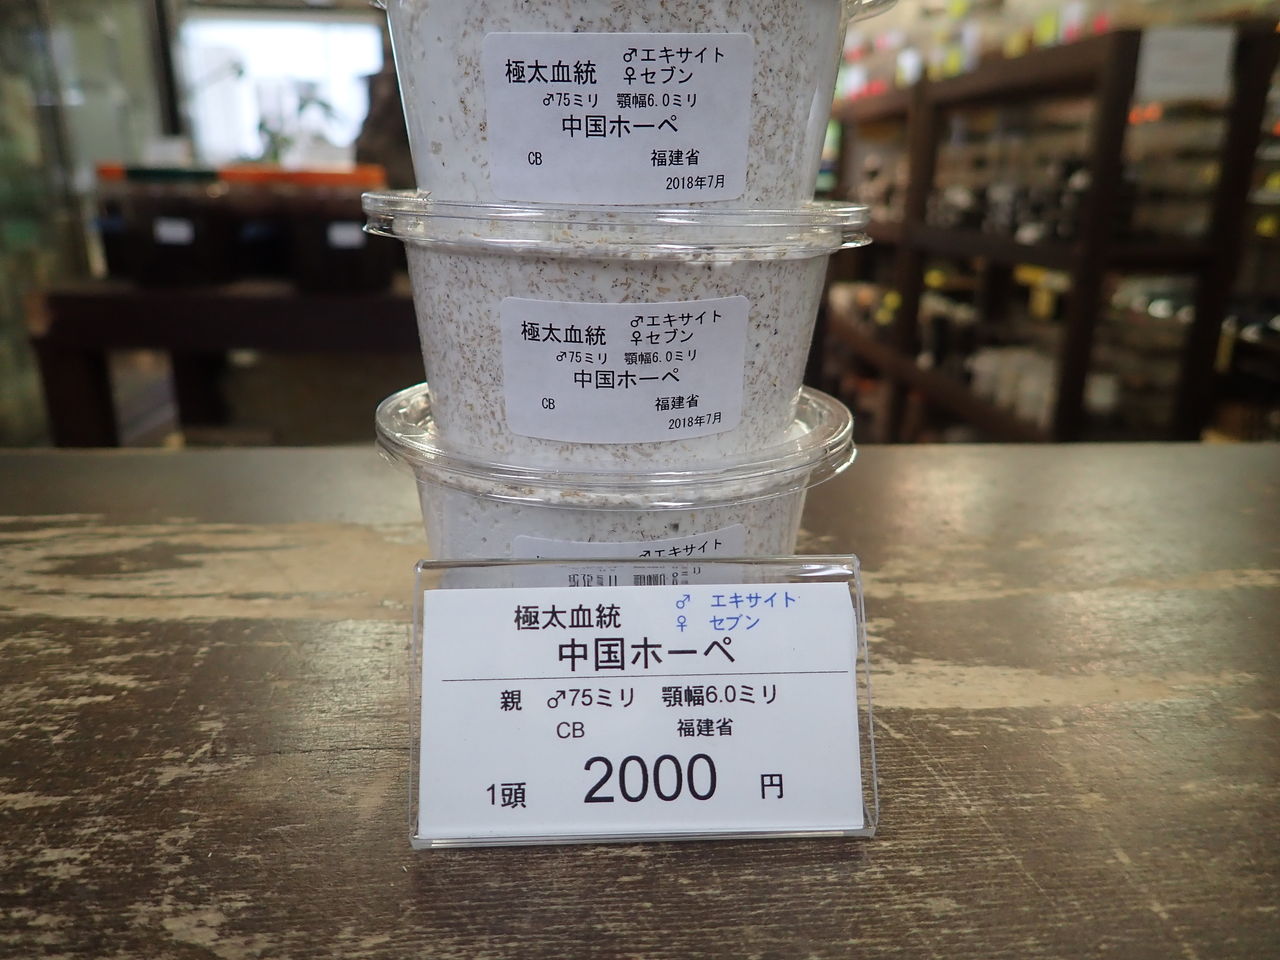 極太血統 ♂エキサイト
♀セブン
♂75ミリ 顎幅6.0ミリ
中国ホーペ
CB 福建省
2018年7月
極太血統 ♂エキサイト
♀セブン
♂75ミリ 顎幅6.0ミリ
中国ホーペ
CB 福建省
2018年7月
♂エキサイト
極太血統 ♂ エキサイト
♀ セブン
中国ホーペ
親 ♂75ミリ 顎幅6.0ミリ
CB 福建省
1頭 2000 円